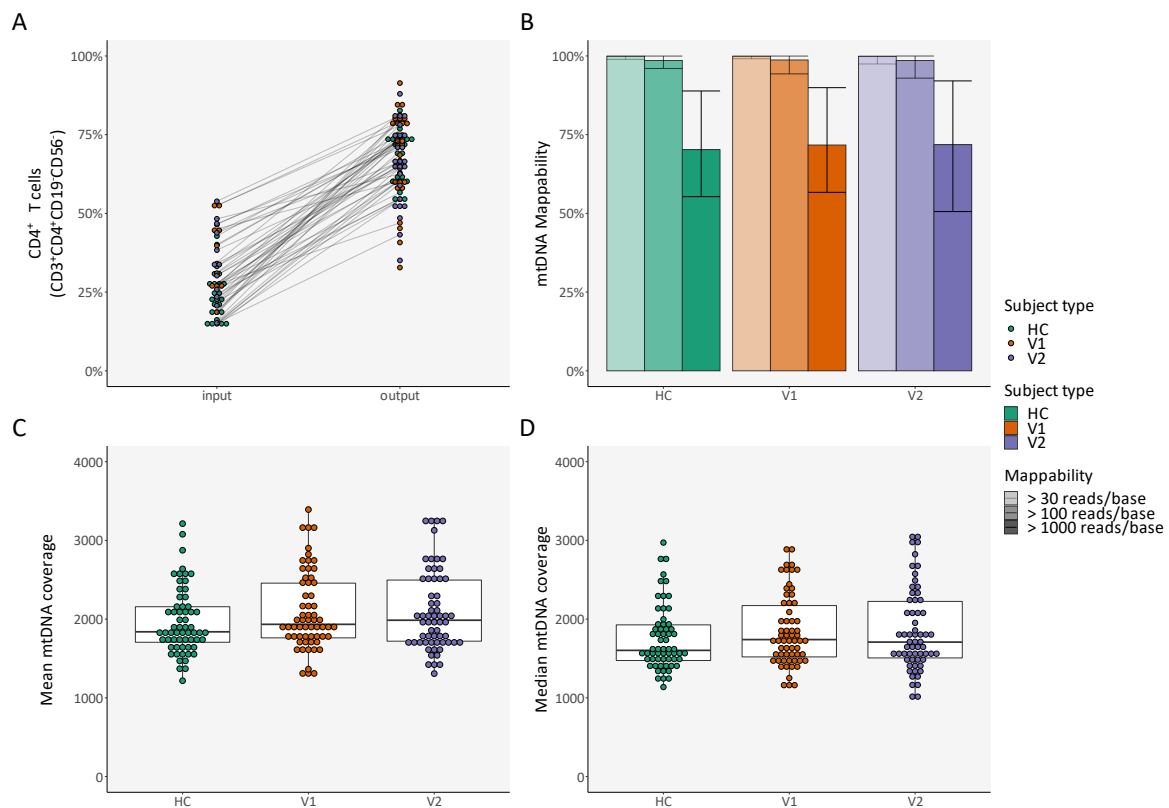 A
B
100%
75%
50%
25%
0%
CD4⁺ T cells
(CD3⁺CD4⁺CD19⁻CD56⁻)
input
output
100%
75%
50%
25%
0%
mtDNA Mappability
HC
V1
V2
Subject type
HC
V1
V2
Subject type
HC
V1
V2
Mappability
> 30 reads/base
> 100 reads/base
> 1000 reads/base
C
D
4000
3000
2000
1000
0
Mean mtDNA coverage
HC
V1
V2
4000
3000
2000
1000
0
Median mtDNA coverage
HC
V1
V2